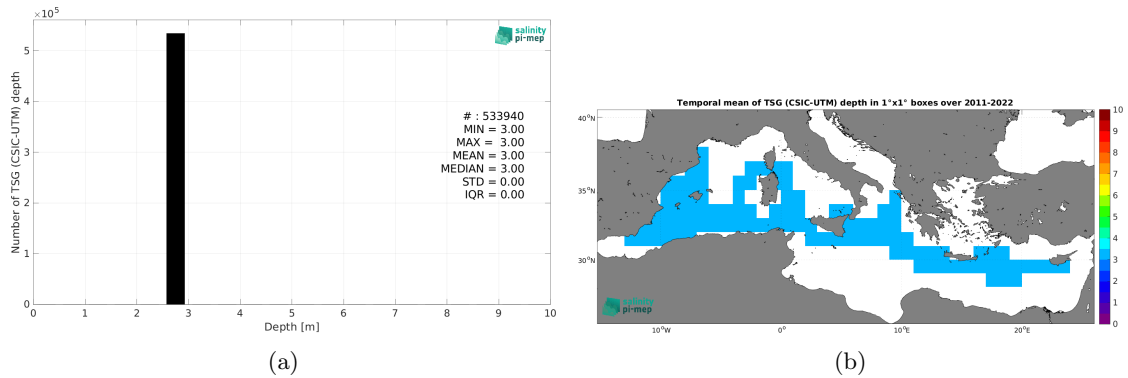 ×10⁵
5
4
3
2
1
0
Number of TSG (CSIC-UTM) depth
salinity
pi-mep
# : 533940
MIN = 3.00
MAX = 3.00
MEAN = 3.00
MEDIAN = 3.00
STD = 0.00
IQR = 0.00
0 1 2 3 4 5 6 7 8 9 10
Depth [m]
(a)
Temporal mean of TSG (CSIC-UTM) depth in 1°x1° boxes over 2011-2022
40°N
35°N
30°N
10°W 0° 10°E 20°E
salinity
pi-mep
10
9
8
7
6
5
4
3
2
1
0
(b)